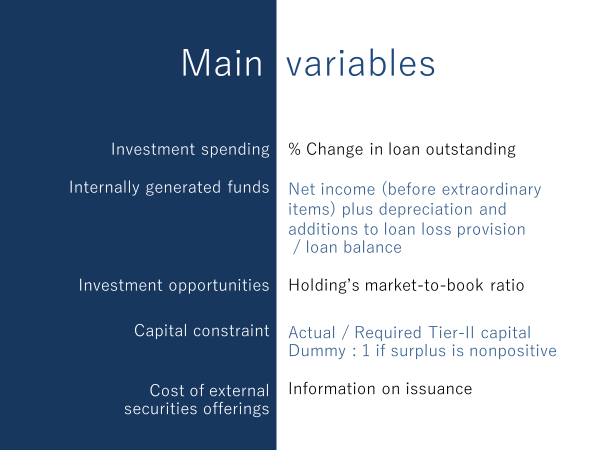 Main variables
Investment spending % Change in loan outstanding
Internally generated funds Net income (before extraordinary
items) plus depreciation and
additions to loan loss provision
/ loan balance
Investment opportunities Holding's market-to-book ratio
Capital constraint Actual / Required Tier-II capital
Dummy : 1 if surplus is nonpositive
Cost of external
securities offerings
Information on issuance